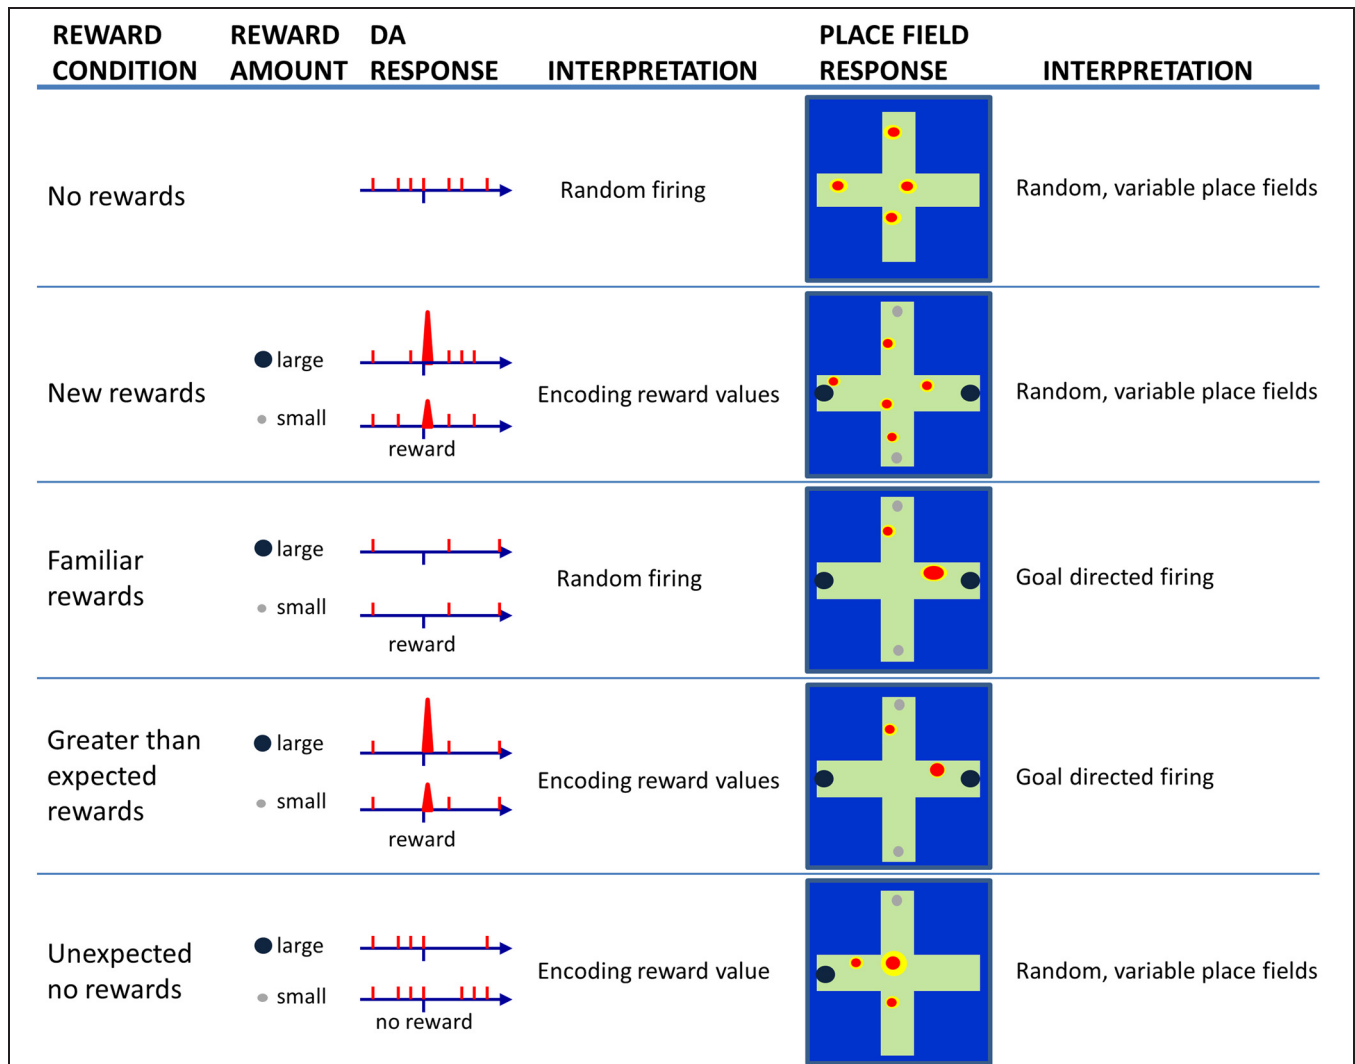 REWARD CONDITION
REWARD AMOUNT
DA RESPONSE
INTERPRETATION
PLACE FIELD RESPONSE
INTERPRETATION
No rewards
Random firing
Random, variable place fields
New rewards
large
small
reward
Encoding reward values
Random, variable place fields
Familiar
rewards
large
small
reward
Random firing
Goal directed firing
Greater than
expected
rewards
large
small
reward
Encoding reward values
Goal directed firing
Unexpected
no rewards
large
small
no reward
Encoding reward value
Random, variable place fields